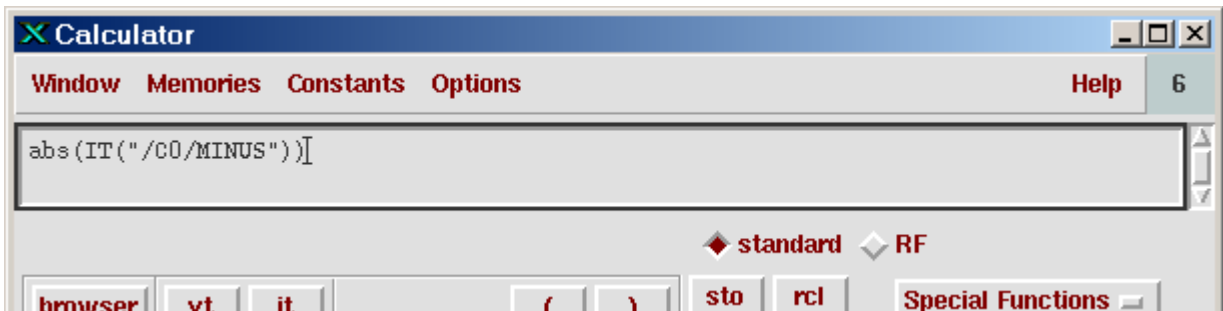 Calculator
Window Memories Constants Options Help 6
abs(IT("/C0/MINUS"))
standard RF
browser vt it ( ) sto rcl Special Functions